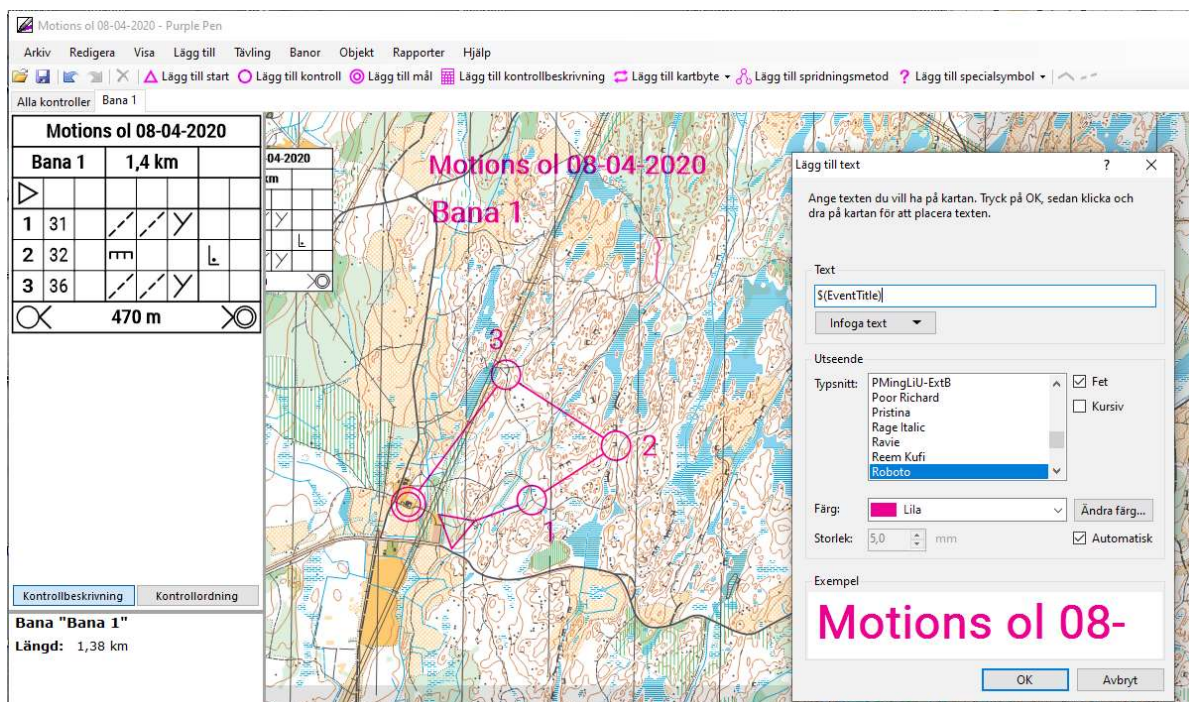 Motions ol 08-04-2020 - Purple Pen
Arkiv Redigera Visa Lägg till Tävling Banor Objekt Rapporter Hjälp
Lägg till start Lägg till kontroll Lägg till mål Lägg till kontrollbeskrivning Lägg till kartbyte Lägg till spridningsmetod ? Lägg till specialsymbol
Alla kontroller Bana 1
Motions ol 08-04-2020
Bana 1 1,4 km
1 31
2 32
3 36
470 m
04-2020
km
Motions ol 08-04-2020
Bana 1
3
2
1
Kontrollbeskrivning Kontrollordning
Bana "Bana 1"
Längd: 1,38 km
Lägg till text ? ×
Ange texten du vill ha på kartan. Tryck på OK, sedan klicka och
dra på kartan för att placera texten.
Text
$(EventTitle)
Infoga text
Utseende
Typsnitt:
PMingLiU-ExtB
Poor Richard
Pristina
Rage Italic
Ravie
Reem Kufi
Roboto
Fet
Kursiv
Färg: Lila Ändra färg...
Storlek: 5,0 mm Automatisk
Exempel
Motions ol 08-
OK Avbryt